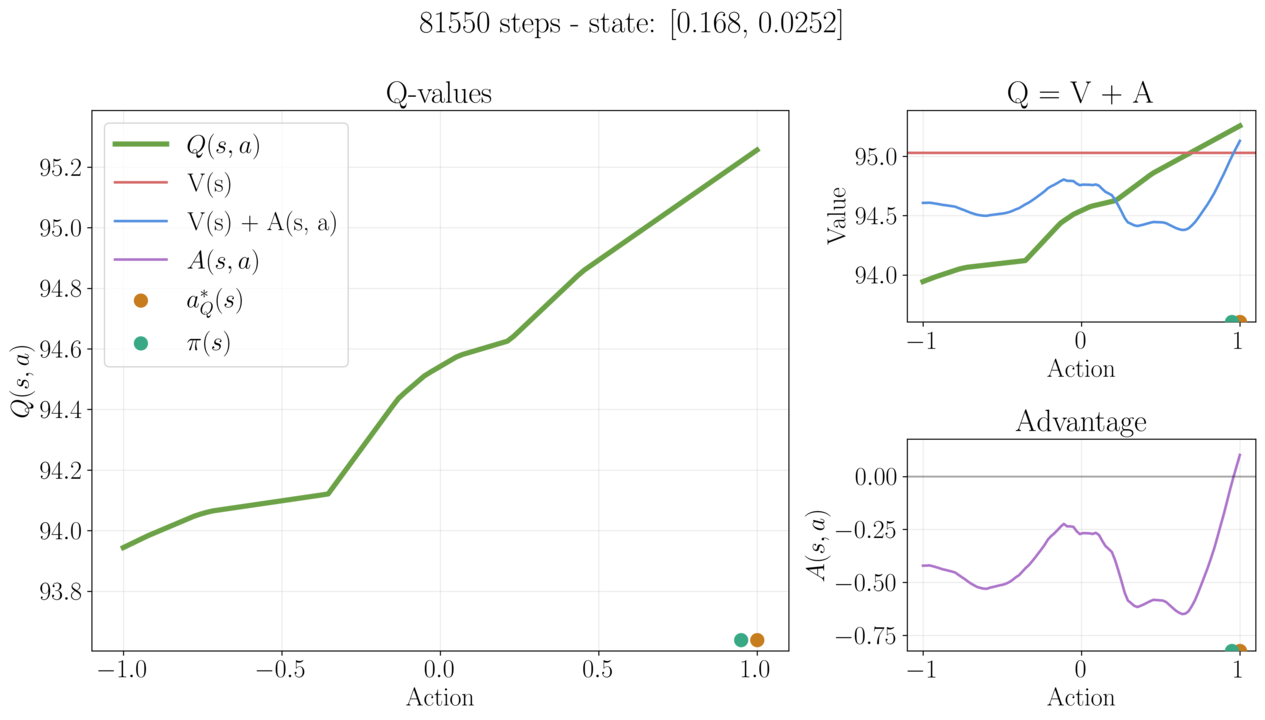 81550 steps - state: [0.168, 0.0252]
Q-values
Q(s, a)
V(s)
V(s) + A(s, a)
A(s, a)
a*Q(s)
π(s)
Q(s, a)
95.2
95.0
94.8
94.6
94.4
94.2
94.0
93.8
−1.0 −0.5 0.0 0.5 1.0
Action
Q = V + A
Value
95.0
94.5
94.0
−1 0 1
Action
Advantage
A(s, a)
0.00
−0.25
−0.50
−0.75
−1 0 1
Action